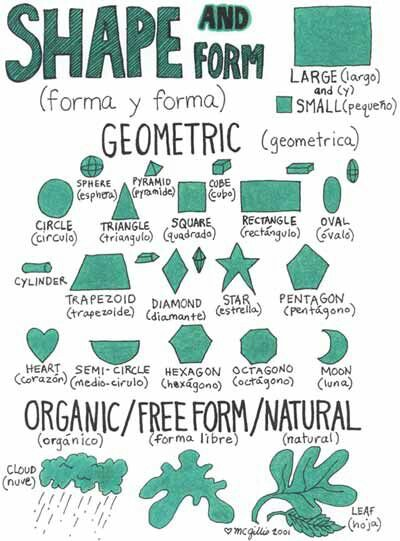 SHAPE AND FORM
(forma y forma)
LARGE (largo)
and (y)
SMALL (pequeño)
GEOMETRIC (geometrica)
SPHERE
(esphera)
PYRAMID
(pyramide)
CUBE
(cubo)
CIRCLE
(circulo)
TRIANGLE
(triangulo)
SQUARE
(quadrado)
RECTANGLE
(rectángulo)
OVAL
(óvalo)
CYLINDER
TRAPEZOID
(trapezoide)
DIAMOND
(diamante)
STAR
(estrella)
PENTAGON
(pentágono)
HEART
(corazón)
SEMI-CIRCLE
(medio-cirulo)
HEXAGON
(hexágono)
OCTAGONO
(octágono)
MOON
(luna)
ORGANIC/FREE FORM/NATURAL
(orgánico) (forma libre) (natural)
CLOUD
(nuve)
LEAF
(hoja)
♡ McGillis 2001